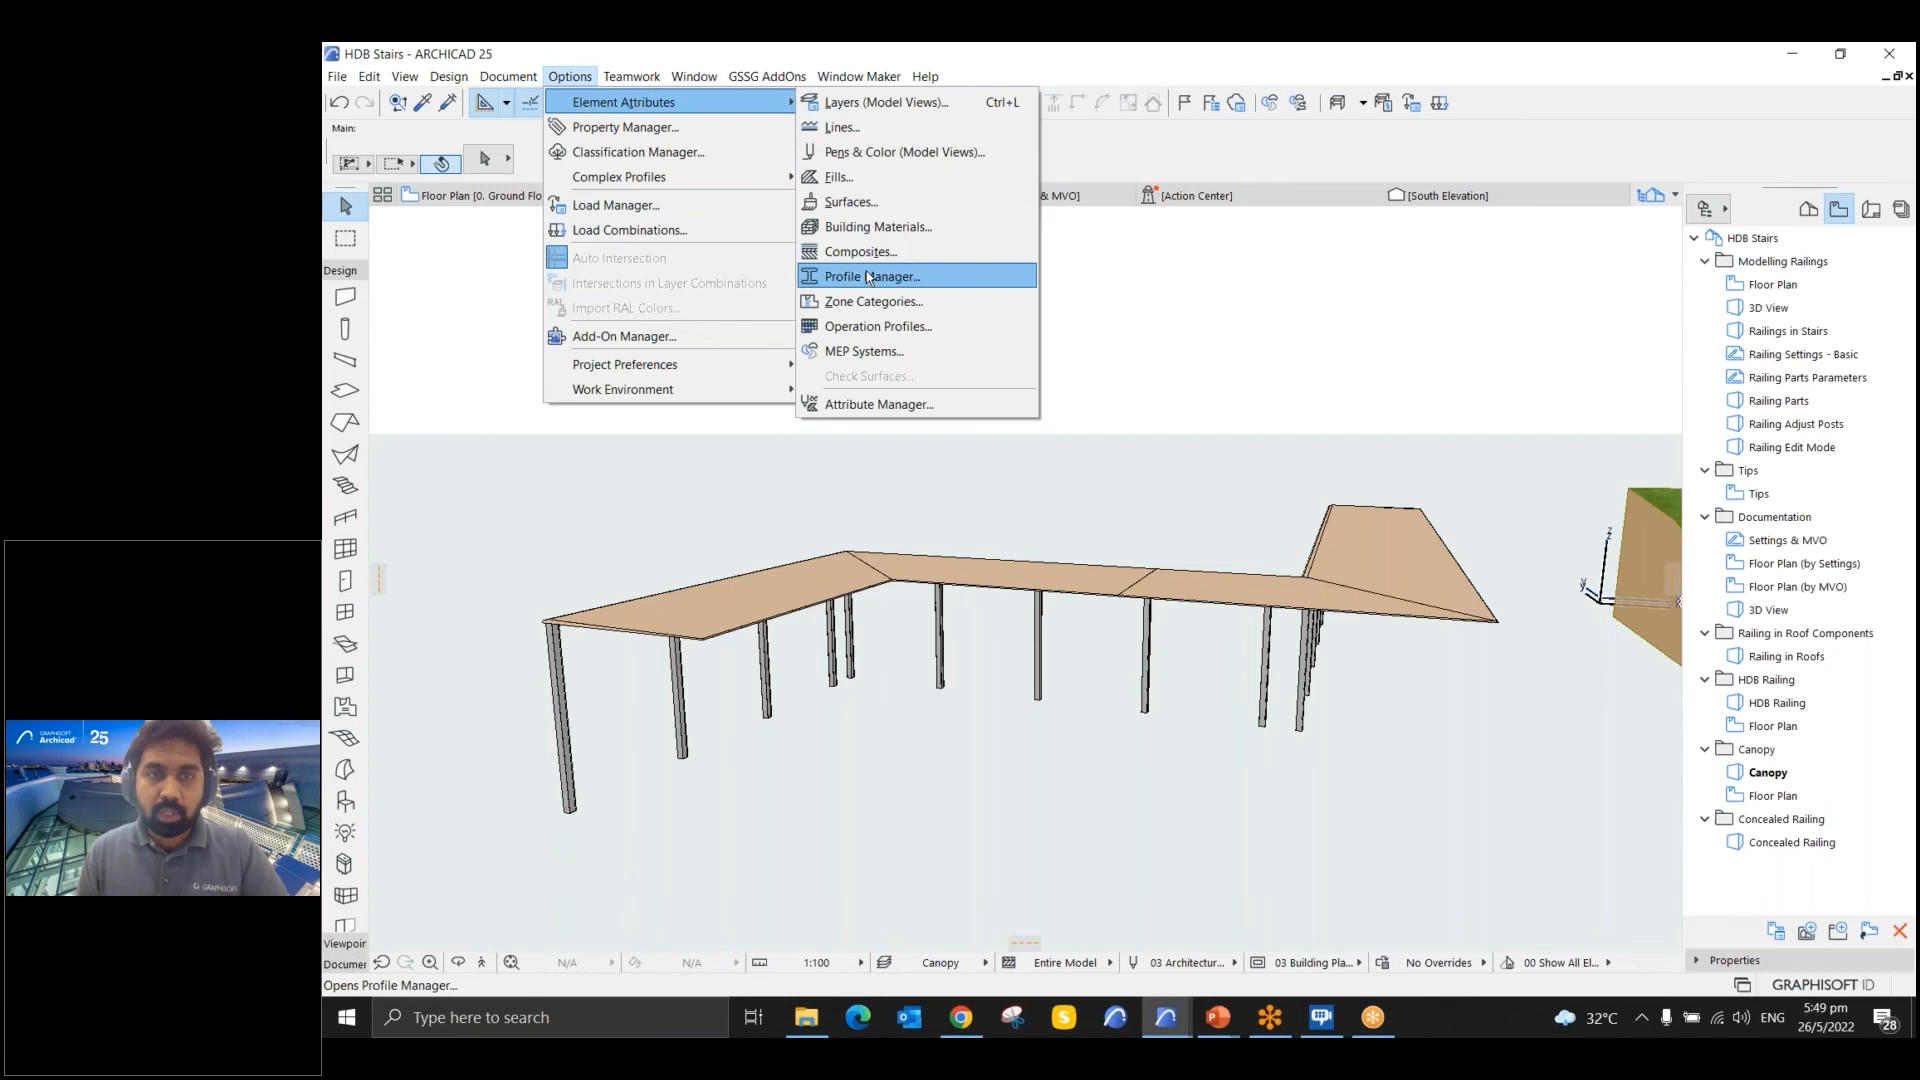 HDB Stairs - ARCHICAD 25
File Edit View Design Document Options Teamwork Window GSSG AddOns Window Maker Help
Element Attributes
Property Manager...
Classification Manager...
Complex Profiles
Load Manager...
Load Combinations...
Auto Intersection
Intersections in Layer Combinations
Import RAL Colors...
Add-On Manager...
Project Preferences
Work Environment
Layers (Model Views)... Ctrl+L
Lines...
Pens & Color (Model Views)...
Fills...
Surfaces...
Building Materials...
Composites...
Profile Manager...
Zone Categories...
Operation Profiles...
MEP Systems...
Check Surfaces...
Attribute Manager...
Main:
Floor Plan [0. Ground Flo
& MVO]
[Action Center]
[South Elevation]
Design
Viewpoir
Documer
HDB Stairs
Modelling Railings
Floor Plan
3D View
Railings in Stairs
Railing Settings - Basic
Railing Parts Parameters
Railing Parts
Railing Adjust Posts
Railing Edit Mode
Tips
Tips
Documentation
Settings & MVO
Floor Plan (by Settings)
Floor Plan (by MVO)
3D View
Railing in Roof Components
Railing in Roofs
HDB Railing
HDB Railing
Floor Plan
Canopy
Canopy
Floor Plan
Concealed Railing
Concealed Railing
Properties
z
y
x
GRAPHISOFT
Archicad 25
GRAPHISOFT
N/A N/A 1:100 Canopy Entire Model 03 Architectur... 03 Building Pla... No Overrides 00 Show All El...
Opens Profile Manager...
GRAPHISOFT ID
Type here to search
32°C
ENG
5:49 pm
26/5/2022
28